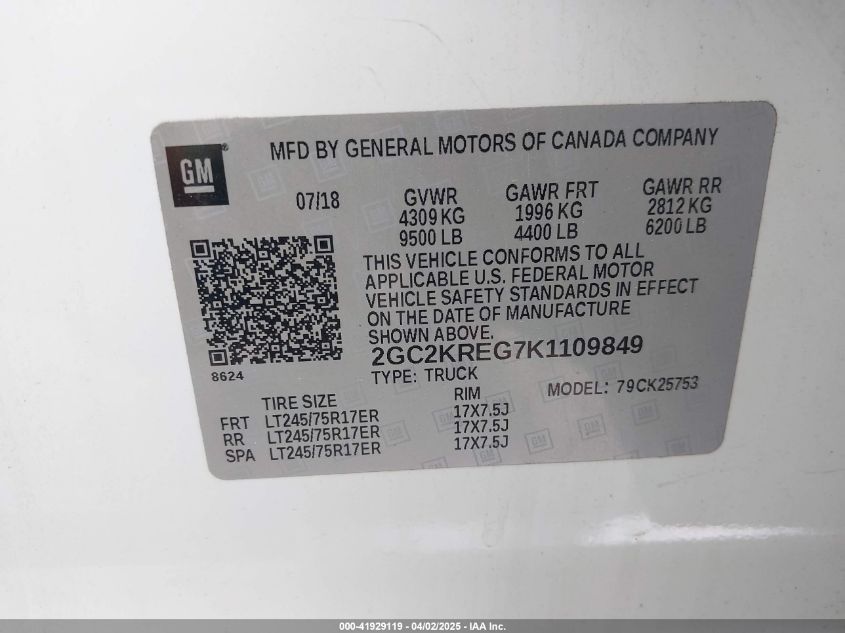 GM ®
MFD BY GENERAL MOTORS OF CANADA COMPANY
07/18 GVWR GAWR FRT GAWR RR
4309 KG 1996 KG 2812 KG
9500 LB 4400 LB 6200 LB
THIS VEHICLE CONFORMS TO ALL
APPLICABLE U.S. FEDERAL MOTOR
VEHICLE SAFETY STANDARDS IN EFFECT
ON THE DATE OF MANUFACTURE
SHOWN ABOVE.
2GC2KREG7K1109849
8624
TYPE: TRUCK MODEL: 79CK25753
TIRE SIZE RIM
FRT LT245/75R17ER 17X7.5J
RR LT245/75R17ER 17X7.5J
SPA LT245/75R17ER 17X7.5J
000-41929119 - 04/02/2025 - IAA Inc.